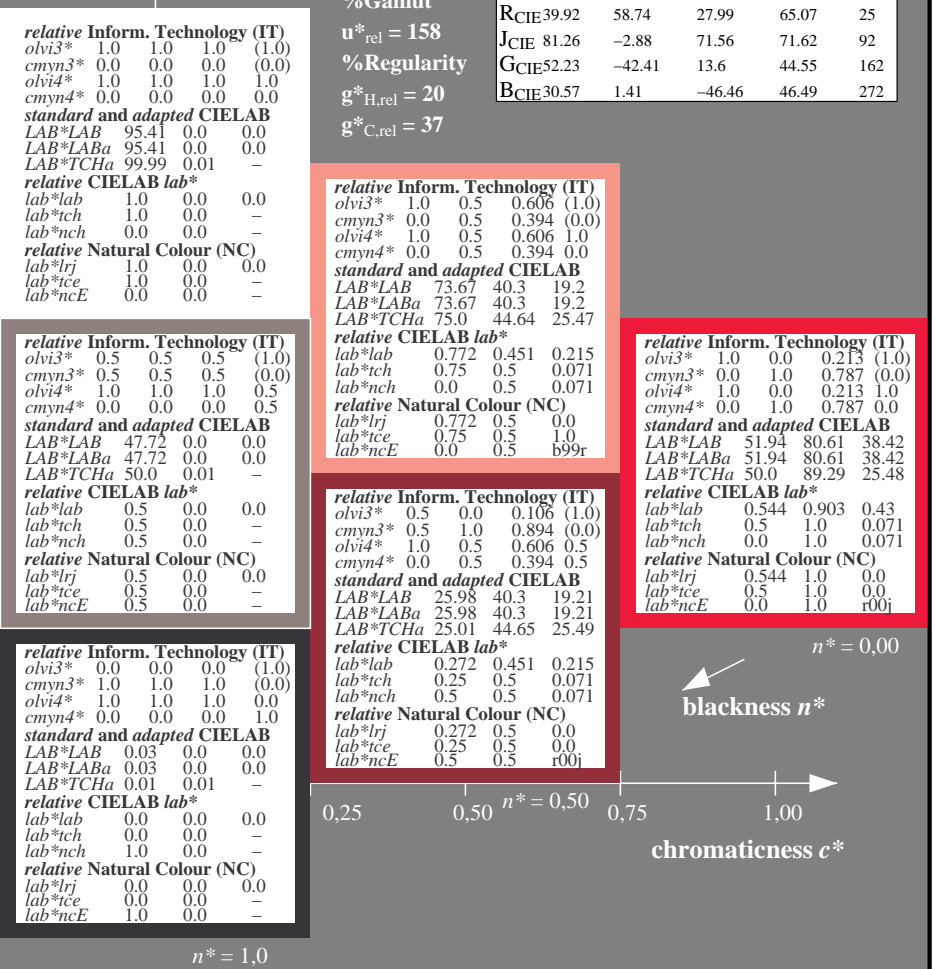 %Gamut
u*rel = 158
%Regularity
g*H,rel = 20
g*C,rel = 37
RCIE 39.92 58.74 27.99 65.07 25
JCIE 81.26 –2.88 71.56 71.62 92
GCIE 52.23 –42.41 13.6 44.55 162
BCIE 30.57 1.41 –46.46 46.49 272
relative Inform. Technology (IT)
olvi3* 1.0 1.0 1.0 (1.0)
cmyn3* 0.0 0.0 0.0 (0.0)
olvi4* 1.0 1.0 1.0 1.0
cmyn4* 0.0 0.0 0.0 0.0
standard and adapted CIELAB
LAB*LAB 95.41 0.0 0.0
LAB*LABa 95.41 0.0 0.0
LAB*TCHa 99.99 0.01 –
relative CIELAB lab*
lab*lab 1.0 0.0 0.0
lab*tch 1.0 0.0 –
lab*nch 0.0 0.0 –
relative Natural Colour (NC)
lab*lrj 1.0 0.0 0.0
lab*tce 1.0 0.0 –
lab*ncE 0.0 0.0 –
relative Inform. Technology (IT)
olvi3* 1.0 0.5 0.606 (1.0)
cmyn3* 0.0 0.5 0.394 (0.0)
olvi4* 1.0 0.5 0.606 1.0
cmyn4* 0.0 0.5 0.394 0.0
standard and adapted CIELAB
LAB*LAB 73.67 40.3 19.2
LAB*LABa 73.67 40.3 19.2
LAB*TCHa 75.0 44.64 25.47
relative CIELAB lab*
lab*lab 0.772 0.451 0.215
lab*tch 0.75 0.5 0.071
lab*nch 0.0 0.5 0.071
relative Natural Colour (NC)
lab*lrj 0.772 0.5 0.0
lab*tce 0.75 0.5 1.0
lab*ncE 0.0 0.5 b99r
relative Inform. Technology (IT)
olvi3* 0.5 0.5 0.5 (1.0)
cmyn3* 0.5 0.5 0.5 (0.0)
olvi4* 1.0 1.0 1.0 0.5
cmyn4* 0.0 0.0 0.0 0.5
standard and adapted CIELAB
LAB*LAB 47.72 0.0 0.0
LAB*LABa 47.72 0.0 0.0
LAB*TCHa 50.0 0.01 –
relative CIELAB lab*
lab*lab 0.5 0.0 0.0
lab*tch 0.5 0.0 –
lab*nch 0.5 0.0 –
relative Natural Colour (NC)
lab*lrj 0.5 0.0 0.0
lab*tce 0.5 0.0 –
lab*ncE 0.5 0.0 –
relative Inform. Technology (IT)
olvi3* 1.0 0.0 0.213 (1.0)
cmyn3* 0.0 1.0 0.787 (0.0)
olvi4* 1.0 0.0 0.213 1.0
cmyn4* 0.0 1.0 0.787 0.0
standard and adapted CIELAB
LAB*LAB 51.94 80.61 38.42
LAB*LABa 51.94 80.61 38.42
LAB*TCHa 50.0 89.29 25.48
relative CIELAB lab*
lab*lab 0.544 0.903 0.43
lab*tch 0.5 1.0 0.071
lab*nch 0.0 1.0 0.071
relative Natural Colour (NC)
lab*lrj 0.544 1.0 0.0
lab*tce 0.5 1.0 0.0
lab*ncE 0.0 1.0 r00j
relative Inform. Technology (IT)
olvi3* 0.5 0.0 0.106 (1.0)
cmyn3* 0.5 1.0 0.894 (0.0)
olvi4* 1.0 0.5 0.606 0.5
cmyn4* 0.0 0.5 0.394 0.5
standard and adapted CIELAB
LAB*LAB 25.98 40.3 19.21
LAB*LABa 25.98 40.3 19.21
LAB*TCHa 25.01 44.65 25.49
relative CIELAB lab*
lab*lab 0.272 0.451 0.215
lab*tch 0.25 0.5 0.071
lab*nch 0.5 0.5 0.071
relative Natural Colour (NC)
lab*lrj 0.272 0.5 0.0
lab*tce 0.25 0.5 0.0
lab*ncE 0.5 0.5 r00j
relative Inform. Technology (IT)
olvi3* 0.0 0.0 0.0 (1.0)
cmyn3* 1.0 1.0 1.0 (0.0)
olvi4* 1.0 1.0 1.0 0.0
cmyn4* 0.0 0.0 0.0 1.0
standard and adapted CIELAB
LAB*LAB 0.03 0.0 0.0
LAB*LABa 0.03 0.0 0.0
LAB*TCHa 0.01 0.01 –
relative CIELAB lab*
lab*lab 0.0 0.0 0.0
lab*tch 0.0 0.0 –
lab*nch 1.0 0.0 –
relative Natural Colour (NC)
lab*lrj 0.0 0.0 0.0
lab*tce 0.0 0.0 –
lab*ncE 1.0 0.0 –
n* = 0,00
blackness n*
n* = 0,50
0,25 0,50 0,75 1,00
chromaticness c*
n* = 1,0